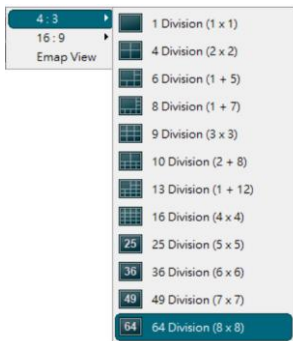 4 : 3
16 : 9
Emap View
1 Division (1 x 1)
4 Division (2 x 2)
6 Division (1 + 5)
8 Division (1 + 7)
9 Division (3 x 3)
10 Division (2 + 8)
13 Division (1 + 12)
16 Division (4 x 4)
25 25 Division (5 x 5)
36 36 Division (6 x 6)
49 49 Division (7 x 7)
64 64 Division (8 x 8)